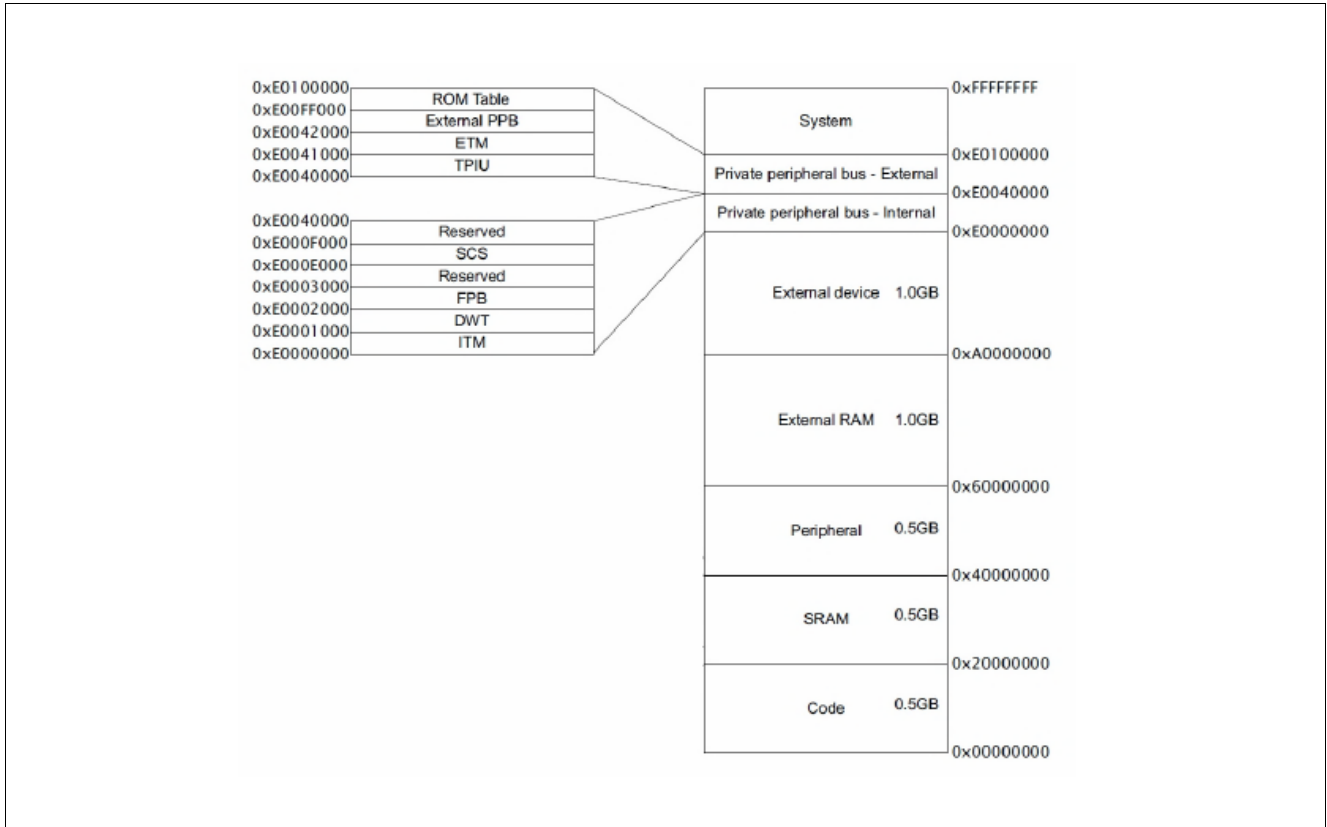 0xE0100000
ROM Table
0xE00FF000
External PPB
0xE0042000
ETM
0xE0041000
TPIU
0xE0040000
0xE0040000
Reserved
0xE000F000
SCS
0xE000E000
Reserved
0xE0003000
FPB
0xE0002000
DWT
0xE0001000
ITM
0xE0000000
0xFFFFFFFF
System
0xE0100000
Private peripheral bus - External
0xE0040000
Private peripheral bus - Internal
0xE0000000
External device 1.0GB
0xA0000000
External RAM 1.0GB
0x60000000
Peripheral 0.5GB
0x40000000
SRAM 0.5GB
0x20000000
Code 0.5GB
0x00000000